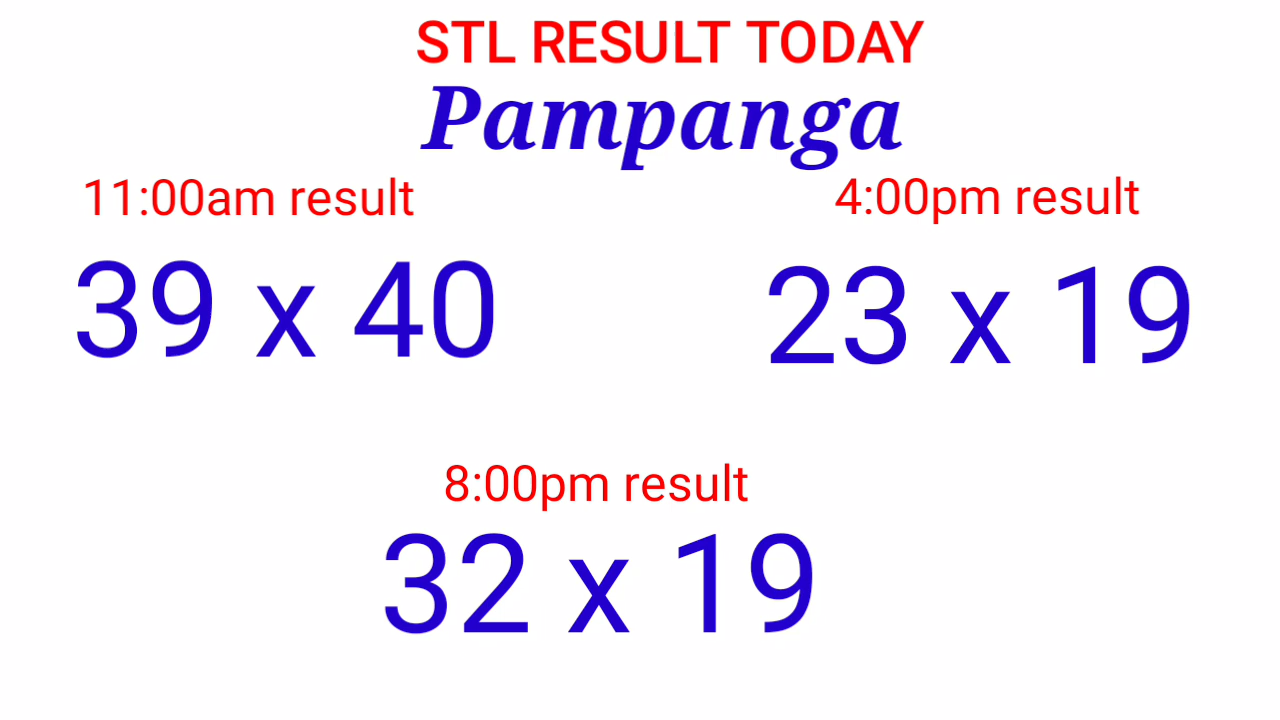 STL RESULT TODAY
Pampanga
11:00am result
39 x 40
4:00pm result
23 x 19
8:00pm result
32 x 19